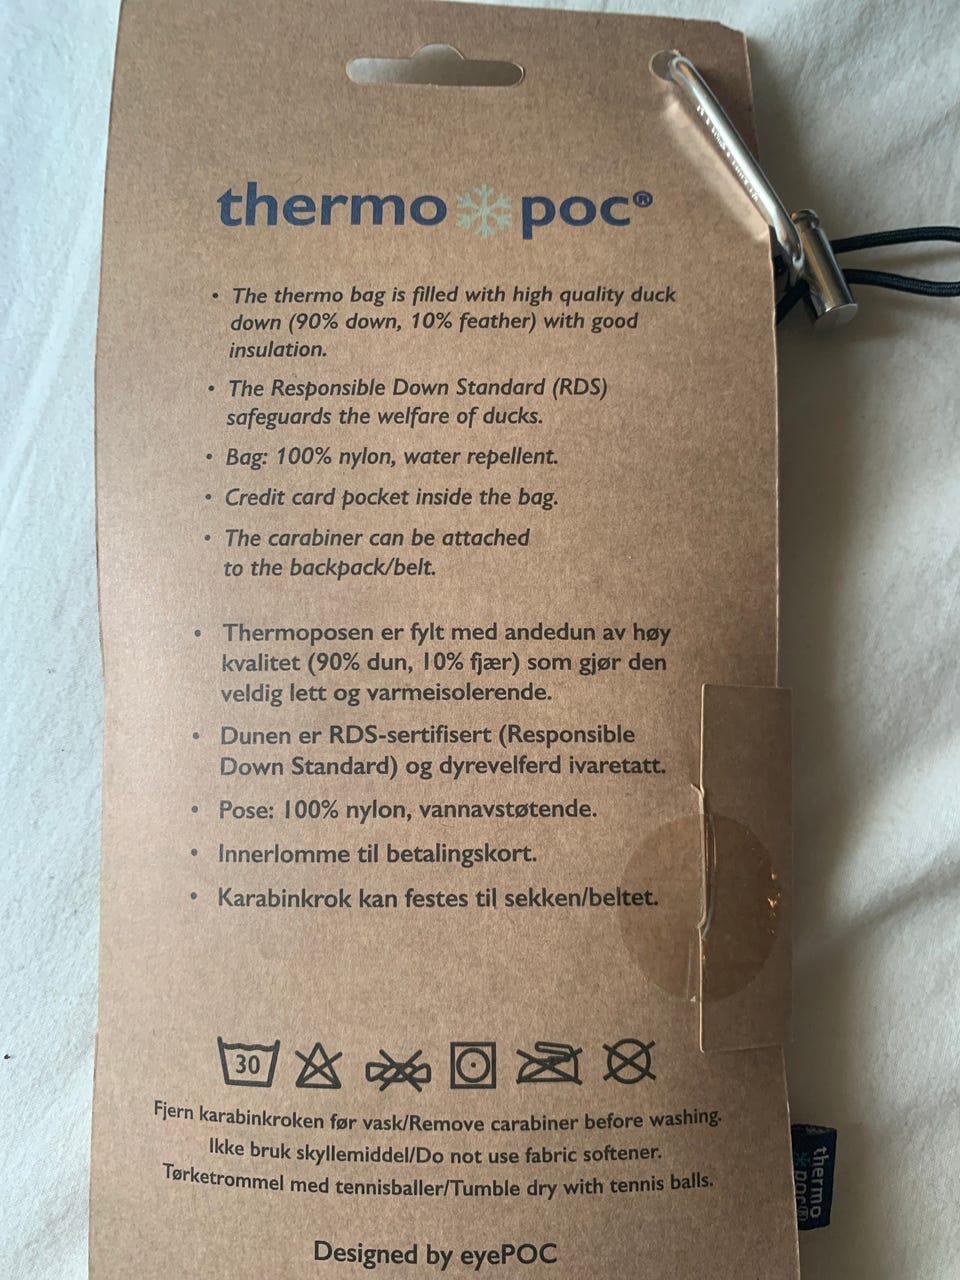 thermo poc®
• The thermo bag is filled with high quality duck
down (90% down, 10% feather) with good
insulation.
• The Responsible Down Standard (RDS)
safeguards the welfare of ducks.
• Bag: 100% nylon, water repellent.
• Credit card pocket inside the bag.
• The carabiner can be attached
to the backpack/belt.
• Thermoposen er fylt med andedun av høy
kvalitet (90% dun, 10% fjær) som gjør den
veldig lett og varmeisolerende.
• Dunen er RDS-sertifisert (Responsible
Down Standard) og dyrevelferd ivaretatt.
• Pose: 100% nylon, vannavstøtende.
• Innerlomme til betalingskort.
• Karabinkrok kan festes til sekken/beltet.
30
Fjern karabinkroken før vask/Remove carabiner before washing.
Ikke bruk skyllemiddel/Do not use fabric softener.
Tørketrommel med tennisballer/Tumble dry with tennis balls.
Designed by eyePOC
thermo
poc®